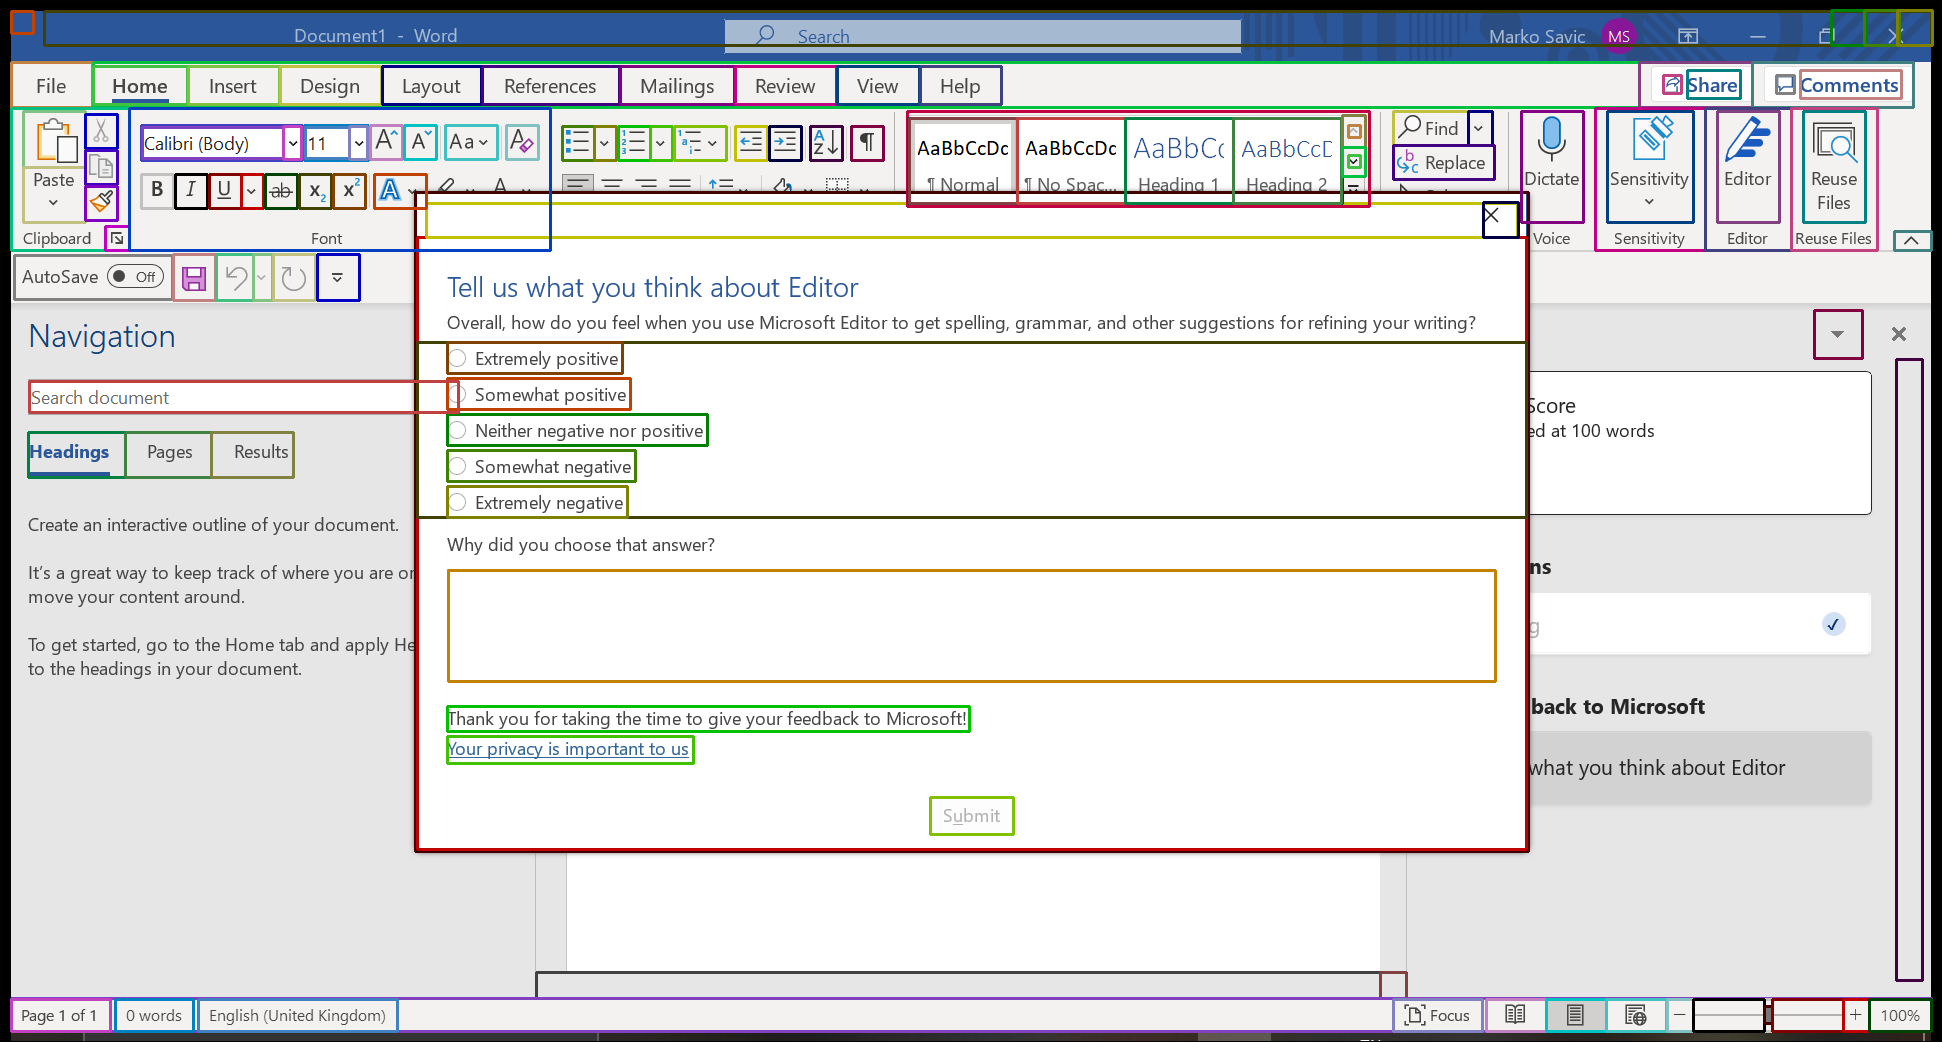 Document1 - Word
Search
Marko Savic
MS
File
Home
Insert
Design
Layout
References
Mailings
Review
View
Help
Share
Comments
Paste
Clipboard
Calibri (Body)
11
Aa
B I U ab x₂ x² A
Font
AaBbCcDc
¶ Normal
AaBbCcDc
¶ No Spac...
AaBbCc
Heading 1
AaBbCcD
Heading 2
Find
Replace
Dictate
Voice
Sensitivity
Sensitivity
Editor
Editor
Reuse
Files
Reuse Files
AutoSave
Off
Navigation
Search document
Headings
Pages
Results
Create an interactive outline of your document.
It's a great way to keep track of where you are or
move your content around.
To get started, go to the Home tab and apply He
to the headings in your document.
Tell us what you think about Editor
Overall, how do you feel when you use Microsoft Editor to get spelling, grammar, and other suggestions for refining your writing?
Extremely positive
Somewhat positive
Neither negative nor positive
Somewhat negative
Extremely negative
Why did you choose that answer?
Thank you for taking the time to give your feedback to Microsoft!
Your privacy is important to us
Submit
Score
ed at 100 words
ns
g
back to Microsoft
what you think about Editor
Page 1 of 1
0 words
English (United Kingdom)
Focus
100%